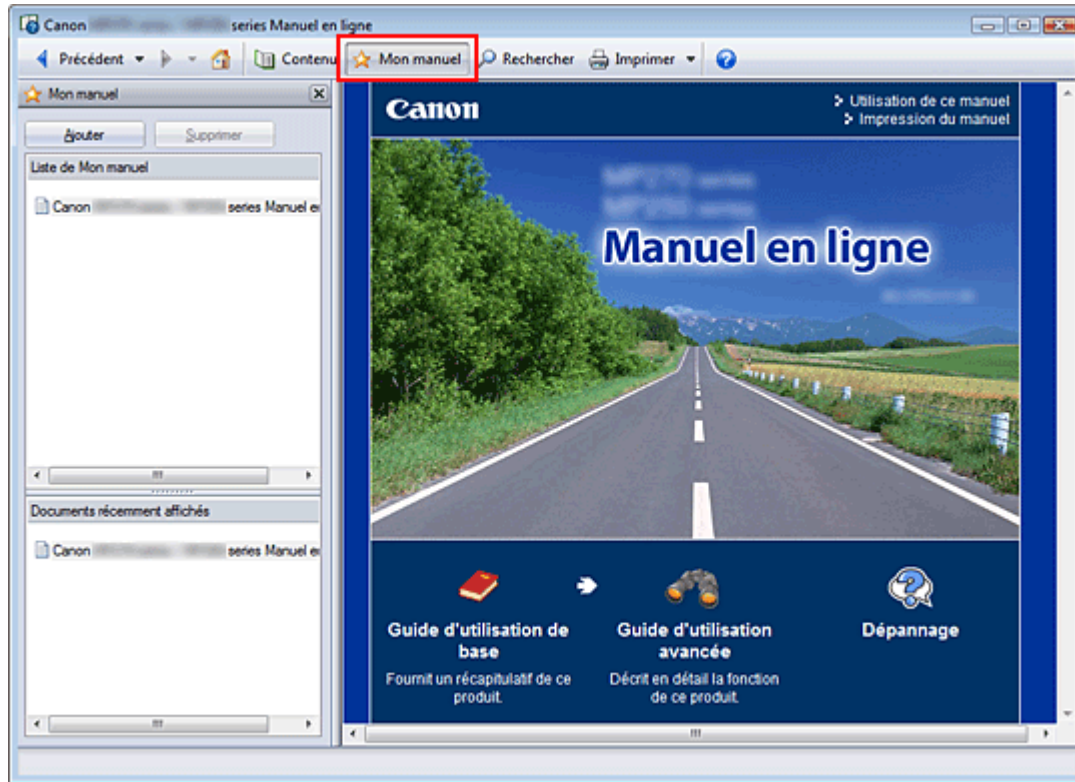 Canon series Manuel en ligne
Précédent Contenu Mon manuel Rechercher Imprimer
Mon manuel
Ajouter Supprimer
Liste de Mon manuel
Canon series Manuel en
Documents récemment affichés
Canon series Manuel en
Canon
Utilisation de ce manuel
Impression du manuel
MP270 series
series
Manuel en ligne
Guide d'utilisation de base
Fournit un récapitulatif de ce
produit.
Guide d'utilisation
avancée
Décrit en détail la fonction
de ce produit.
Dépannage